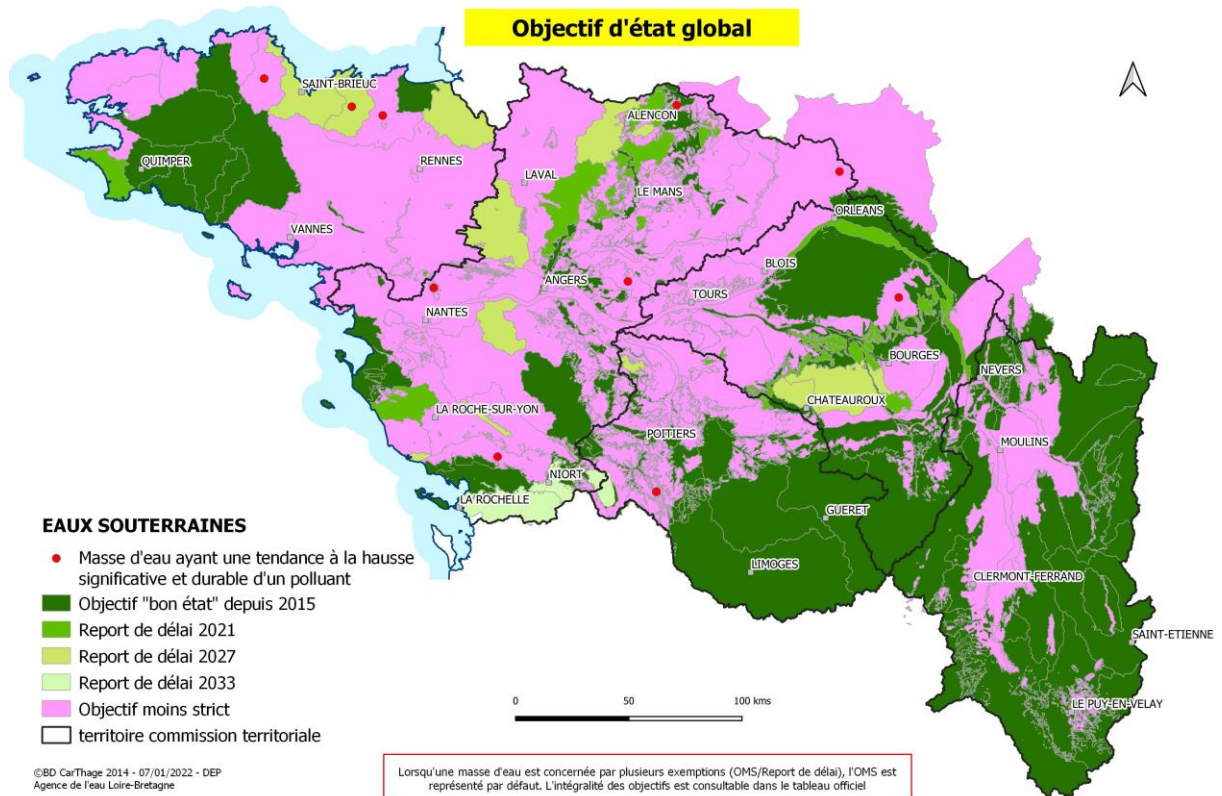 Objectif d'état global
SAINT-BRIEUC
ALENCON
QUIMPER
RENNES
LAVAL
LE MANS
ORLEANS
VANNES
BLOIS
ANGERS
TOURS
NANTES
BOURGES
NEVERS
CHATEAUROUX
LA ROCHE-SUR-YON
POITIERS
MOULINS
NIORT
LA ROCHELLE
GUERET
LIMOGES
CLERMONT-FERRAND
SAINT-ETIENNE
LE PUY-EN-VELAY
EAUX SOUTERRAINES
Masse d'eau ayant une tendance à la hausse
significative et durable d'un polluant
Objectif "bon état" depuis 2015
Report de délai 2021
Report de délai 2027
Report de délai 2033
Objectif moins strict
territoire commission territoriale
0 50 100 kms
©BD CarThage 2014 - 07/01/2022 - DEP
Agence de l'eau Loire-Bretagne
Lorsqu'une masse d'eau est concernée par plusieurs exemptions (OMS/Report de délai), l'OMS est
représenté par défaut. L'intégralité des objectifs est consultable dans le tableau officiel